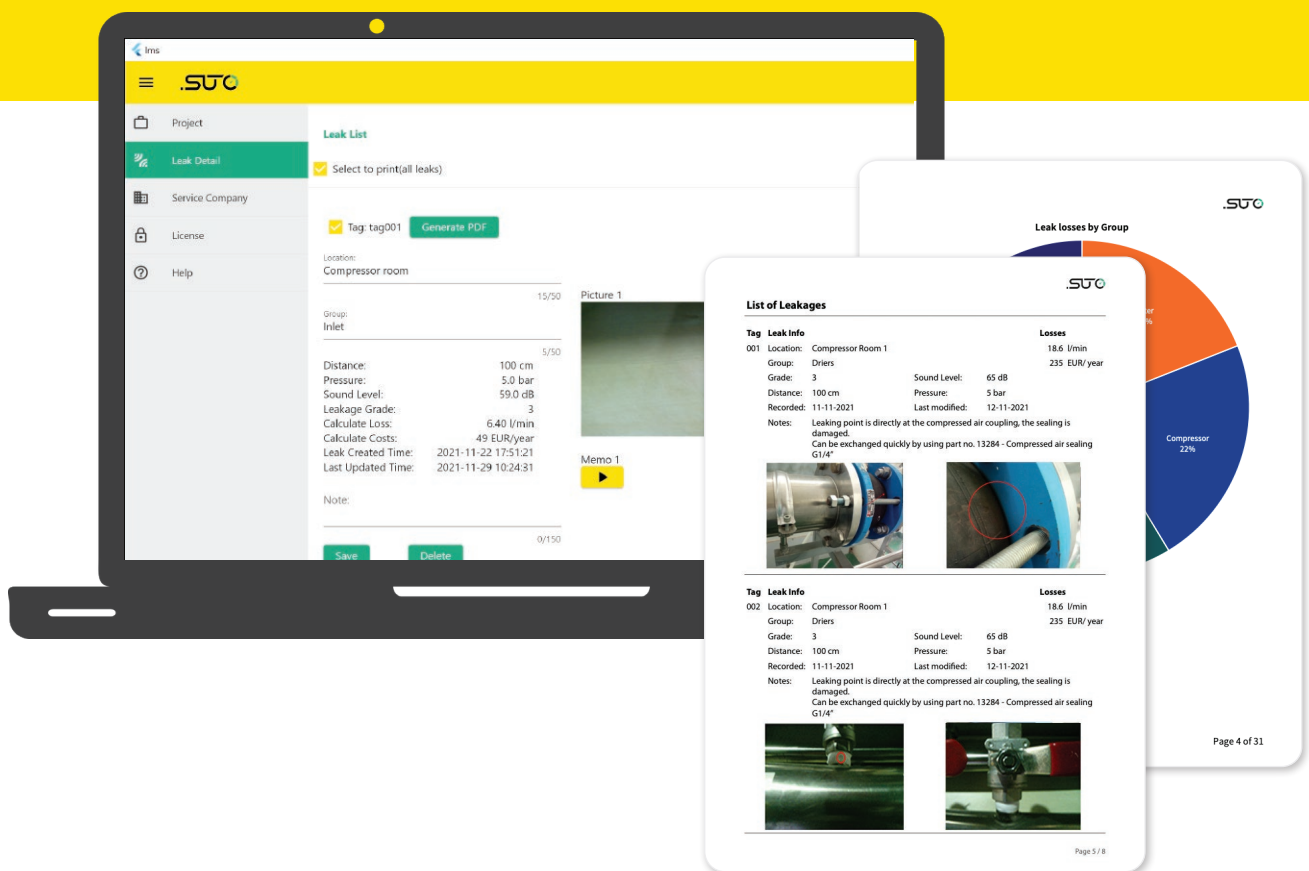 lms
.SUTO
Project
Leak Detail
Service Company
License
Help
Leak List
Select to print(all leaks)
Tag: tag001 Generate PDF
Location:
Compressor room
15/50
Group:
Inlet
5/50
Distance: 100 cm
Pressure: 5.0 bar
Sound Level: 59.0 dB
Leakage Grade: 3
Calculate Loss: 6.40 l/min
Calculate Costs: 49 EUR/year
Leak Created Time: 2021-11-22 17:51:21
Last Updated Time: 2021-11-29 10:24:31
Note:
0/150
Save Delete
Picture 1
Memo 1
.SUTO
List of Leakages
Tag Leak Info Losses
001 Location: Compressor Room 1 18.6 l/min
Group: Driers 235 EUR/ year
Grade: 3 Sound Level: 65 dB
Distance: 100 cm Pressure: 5 bar
Recorded: 11-11-2021 Last modified: 12-11-2021
Notes: Leaking point is directly at the compressed air coupling, the sealing is
damaged.
Can be exchanged quickly by using part no. 13284 - Compressed air sealing
G1/4"
Tag Leak Info Losses
002 Location: Compressor Room 1 18.6 l/min
Group: Driers 235 EUR/ year
Grade: 3 Sound Level: 65 dB
Distance: 100 cm Pressure: 5 bar
Recorded: 11-11-2021 Last modified: 12-11-2021
Notes: Leaking point is directly at the compressed air coupling, the sealing is
damaged.
Can be exchanged quickly by using part no. 13284 - Compressed air sealing
G1/4"
Page 5 / 8
.SUTO
Leak losses by Group
Compressor
22%
Page 4 of 31